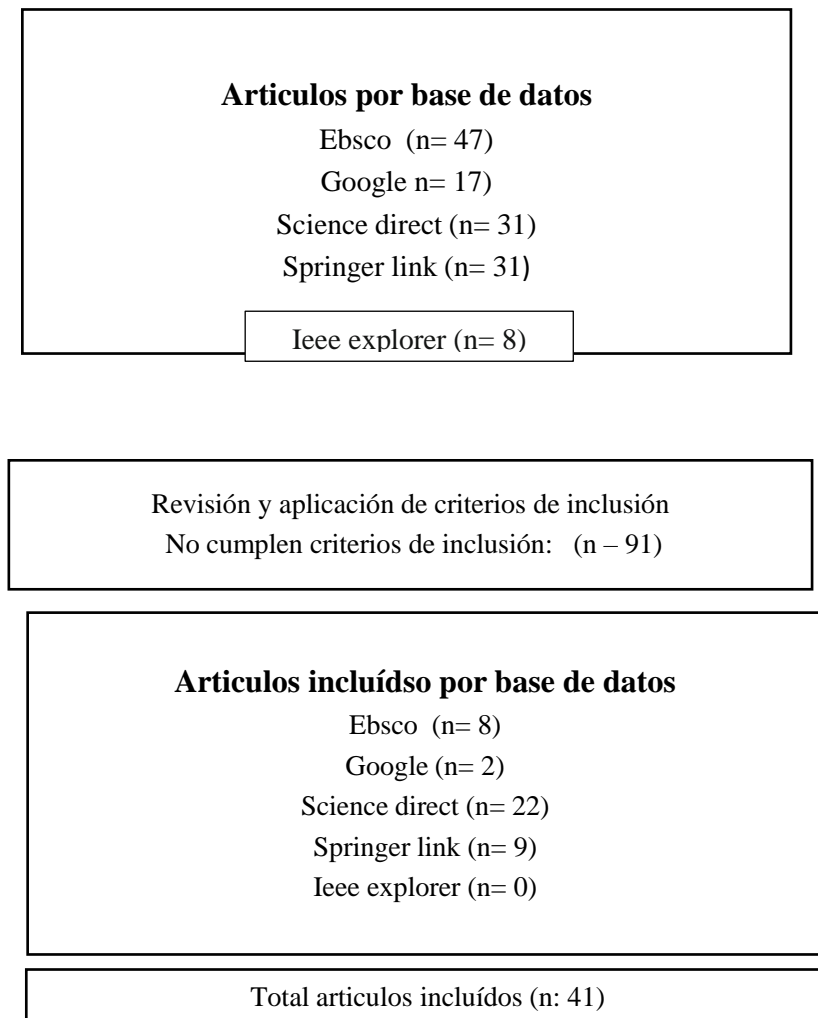 Articulos por base de datos
Ebsco (n= 47)
Google n= 17)
Science direct (n= 31)
Springer link (n= 31)
Ieee explorer (n= 8)
Revisión y aplicación de criterios de inclusión
No cumplen criterios de inclusión: (n – 91)
Articulos incluídso por base de datos
Ebsco (n= 8)
Google (n= 2)
Science direct (n= 22)
Springer link (n= 9)
Ieee explorer (n= 0)
Total articulos incluídos (n: 41)